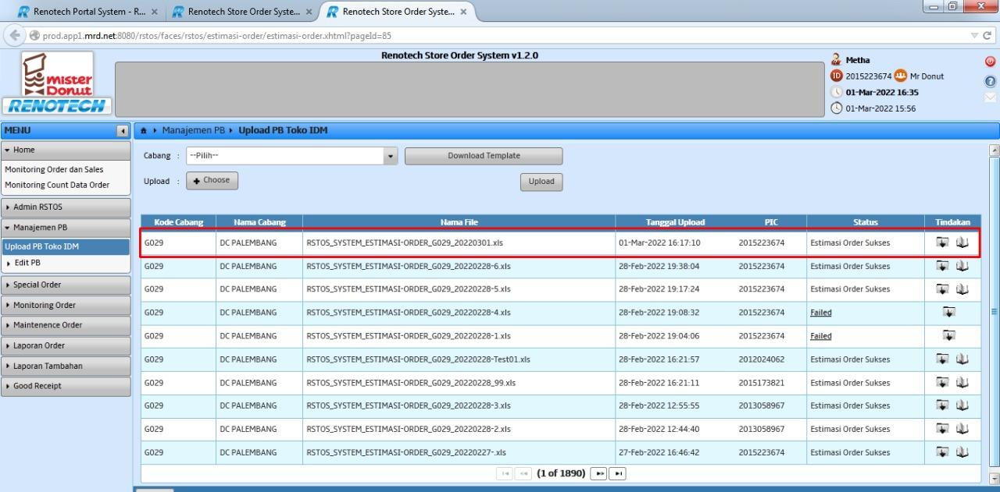 Renotech Portal System - R...
Renotech Store Order Syste...
Renotech Store Order Syste...
prod.app1.mrd.net:8080/rstos/faces/rstos/estimasi-order/estimasi-order.xhtml?pageId=85
Renotech Store Order System v1.2.0
mister Donut
RENOTECH
Metha
ID 2015223674 Mr Donut
01-Mar-2022 16:35
01-Mar-2022 15:56
MENU
Home
Monitoring Order dan Sales
Monitoring Count Data Order
Admin RSTOS
Manajemen PB
Upload PB Toko IDM
Edit PB
Special Order
Monitoring Order
Maintenence Order
Laporan Order
Laporan Tambahan
Good Receipt
Manajemen PB Upload PB Toko IDM
Cabang : --Pilih-- Download Template
Upload : Choose Upload
Kode Cabang Nama Cabang Nama File Tanggal Upload PIC Status Tindakan
G029 DC PALEMBANG RSTOS_SYSTEM_ESTIMASI-ORDER_G029_20220301.xls 01-Mar-2022 16:17:10 2015223674 Estimasi Order Sukses
G029 DC PALEMBANG RSTOS_SYSTEM_ESTIMASI-ORDER_G029_20220228-6.xls 28-Feb-2022 19:38:04 2015223674 Estimasi Order Sukses
G029 DC PALEMBANG RSTOS_SYSTEM_ESTIMASI-ORDER_G029_20220228-5.xls 28-Feb-2022 19:17:24 2015223674 Estimasi Order Sukses
G029 DC PALEMBANG RSTOS_SYSTEM_ESTIMASI-ORDER_G029_20220228-4.xls 28-Feb-2022 19:08:32 2015223674 Failed
G029 DC PALEMBANG RSTOS_SYSTEM_ESTIMASI-ORDER_G029_20220228-1.xls 28-Feb-2022 19:04:06 2015223674 Failed
G029 DC PALEMBANG RSTOS_SYSTEM_ESTIMASI-ORDER_G029_20220228-Test01.xls 28-Feb-2022 16:21:57 2012024062 Estimasi Order Sukses
G029 DC PALEMBANG RSTOS_SYSTEM_ESTIMASI-ORDER_G029_20220228_99.xls 28-Feb-2022 16:21:11 2015173821 Estimasi Order Sukses
G029 DC PALEMBANG RSTOS_SYSTEM_ESTIMASI-ORDER_G029_20220228-3.xls 28-Feb-2022 12:55:55 2013058967 Estimasi Order Sukses
G029 DC PALEMBANG RSTOS_SYSTEM_ESTIMASI-ORDER_G029_20220228-2.xls 28-Feb-2022 12:44:40 2013058967 Estimasi Order Sukses
G029 DC PALEMBANG RSTOS_SYSTEM_ESTIMASI-ORDER_G029_20220227-.xls 27-Feb-2022 16:46:42 2015223674 Estimasi Order Sukses
(1 of 1890)